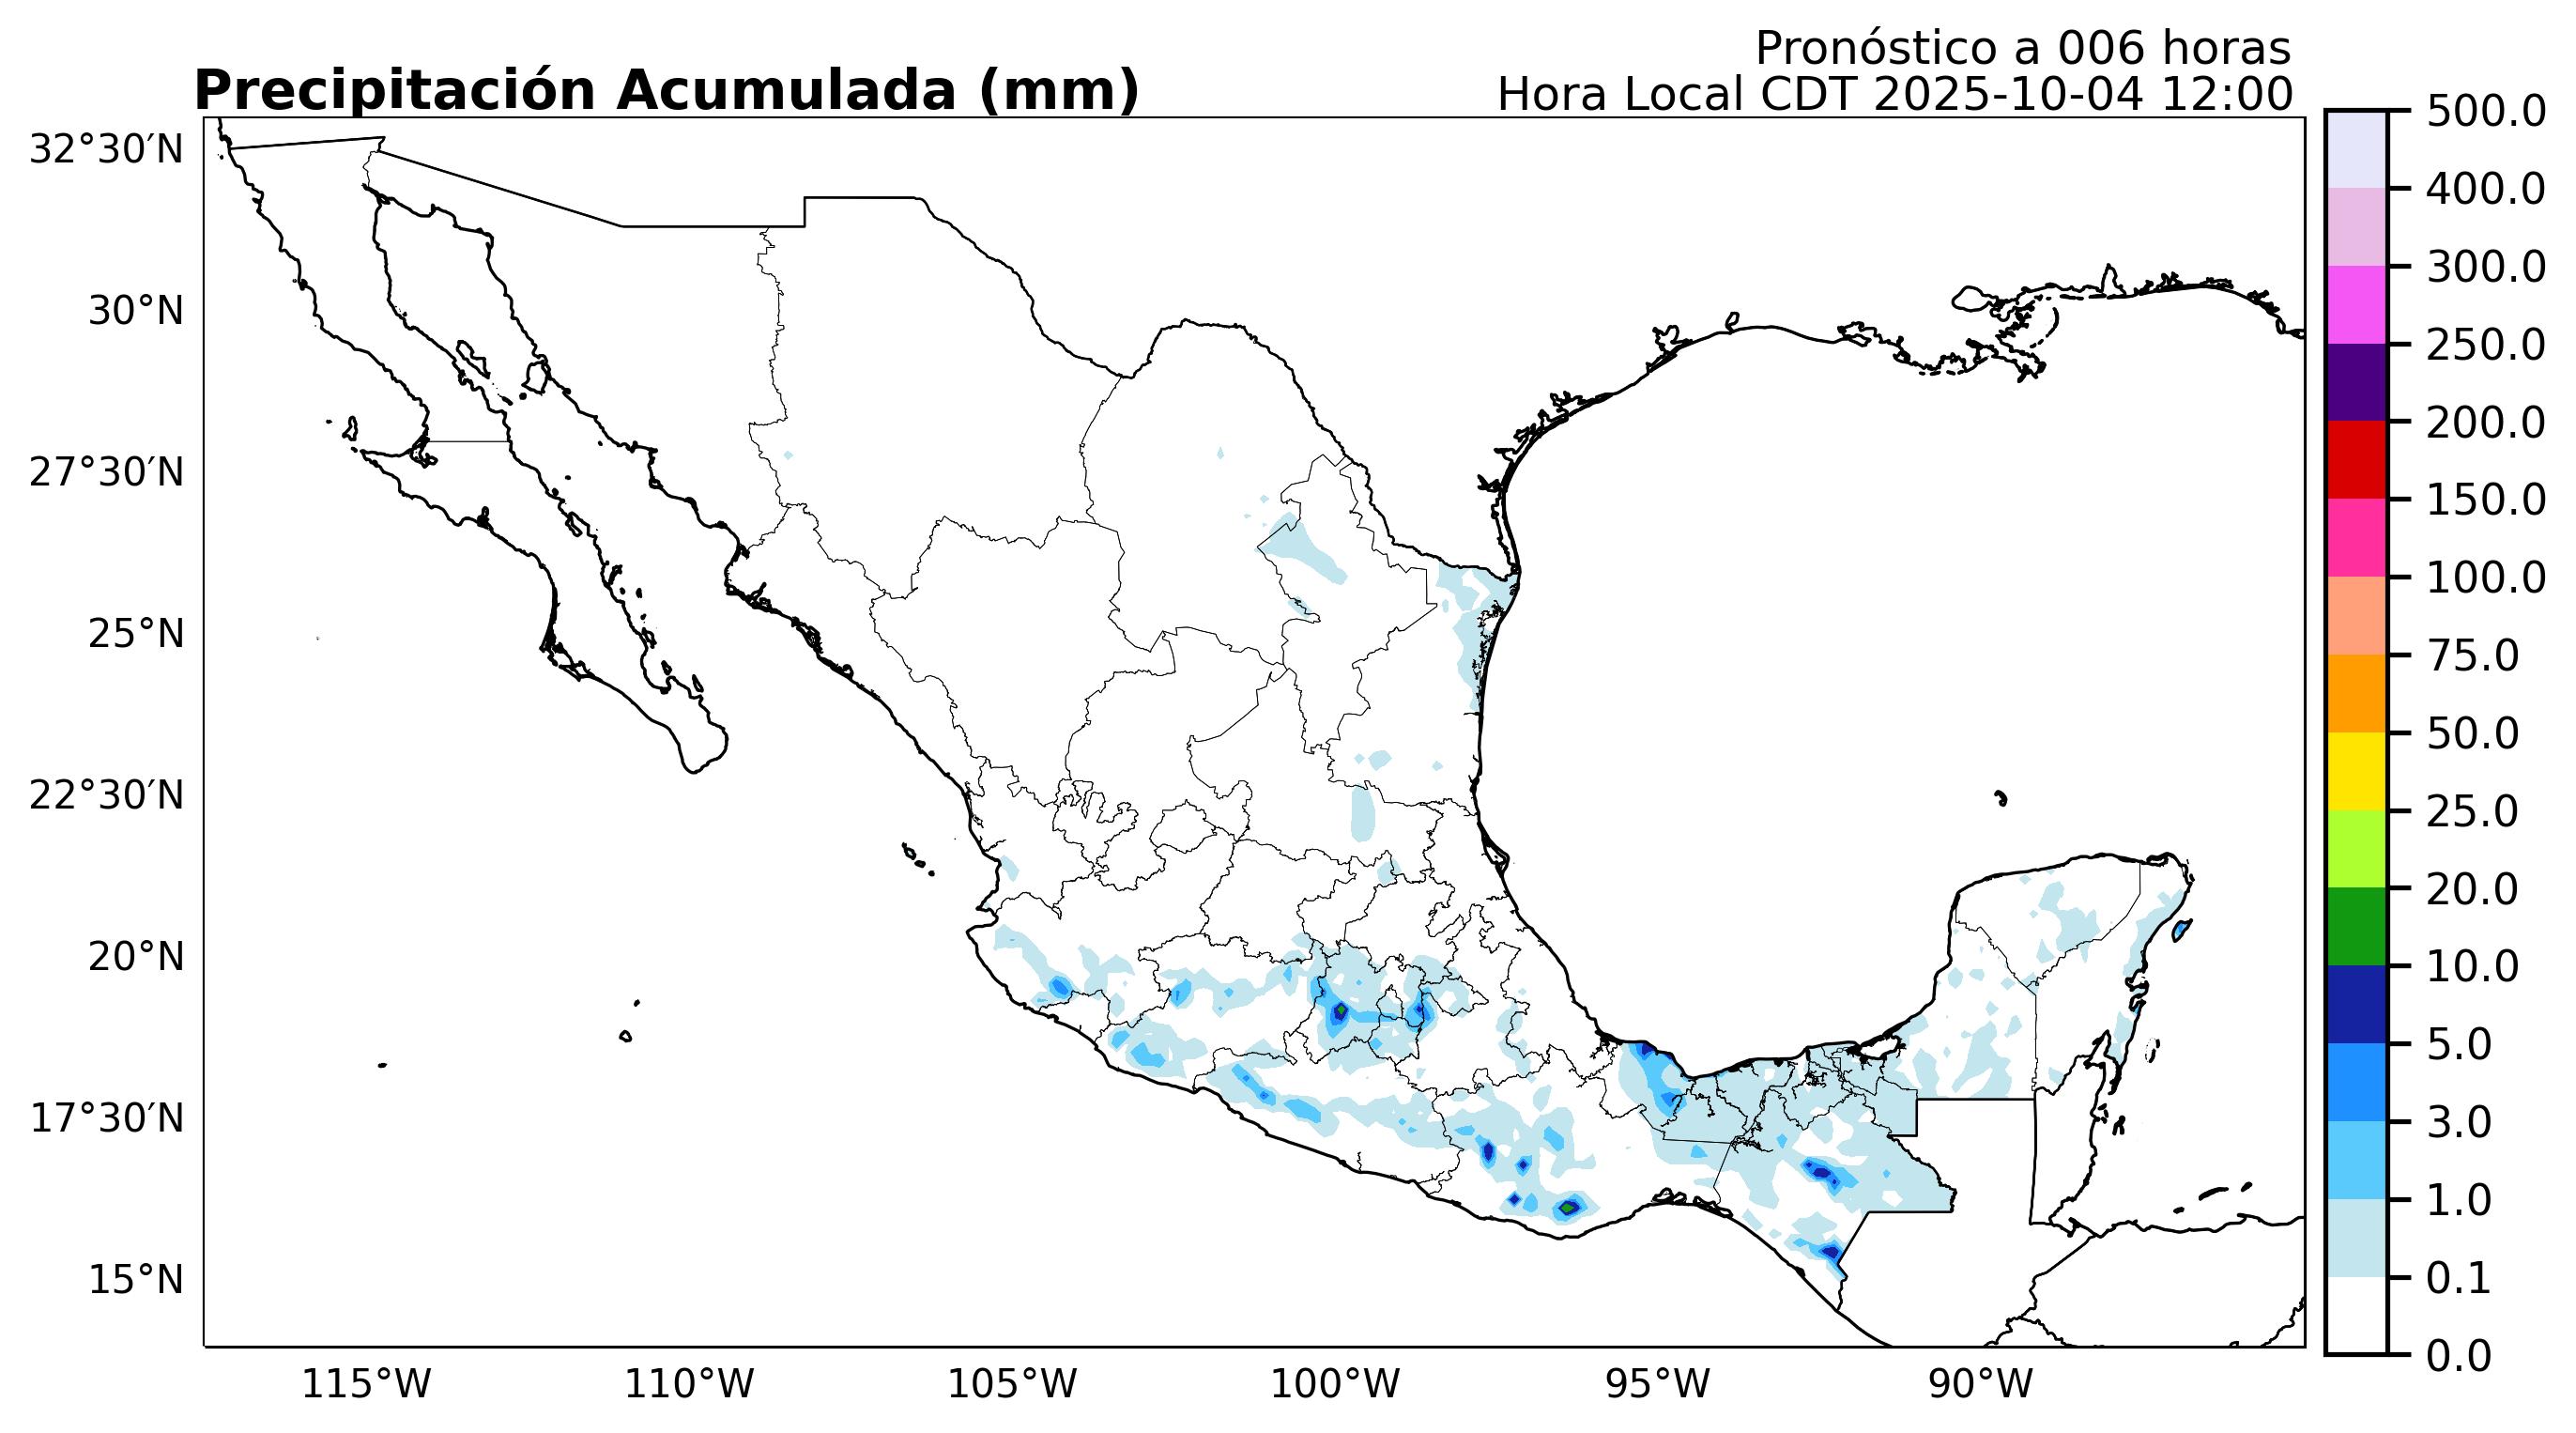 Pronóstico a 006 horas
Precipitación Acumulada (mm)
Hora Local CDT 2025-10-04 12:00
32°30′N
30°N
27°30′N
25°N
22°30′N
20°N
17°30′N
15°N
115°W
110°W
105°W
100°W
95°W
90°W
500.0
400.0
300.0
250.0
200.0
150.0
100.0
75.0
50.0
25.0
20.0
10.0
5.0
3.0
1.0
0.1
0.0